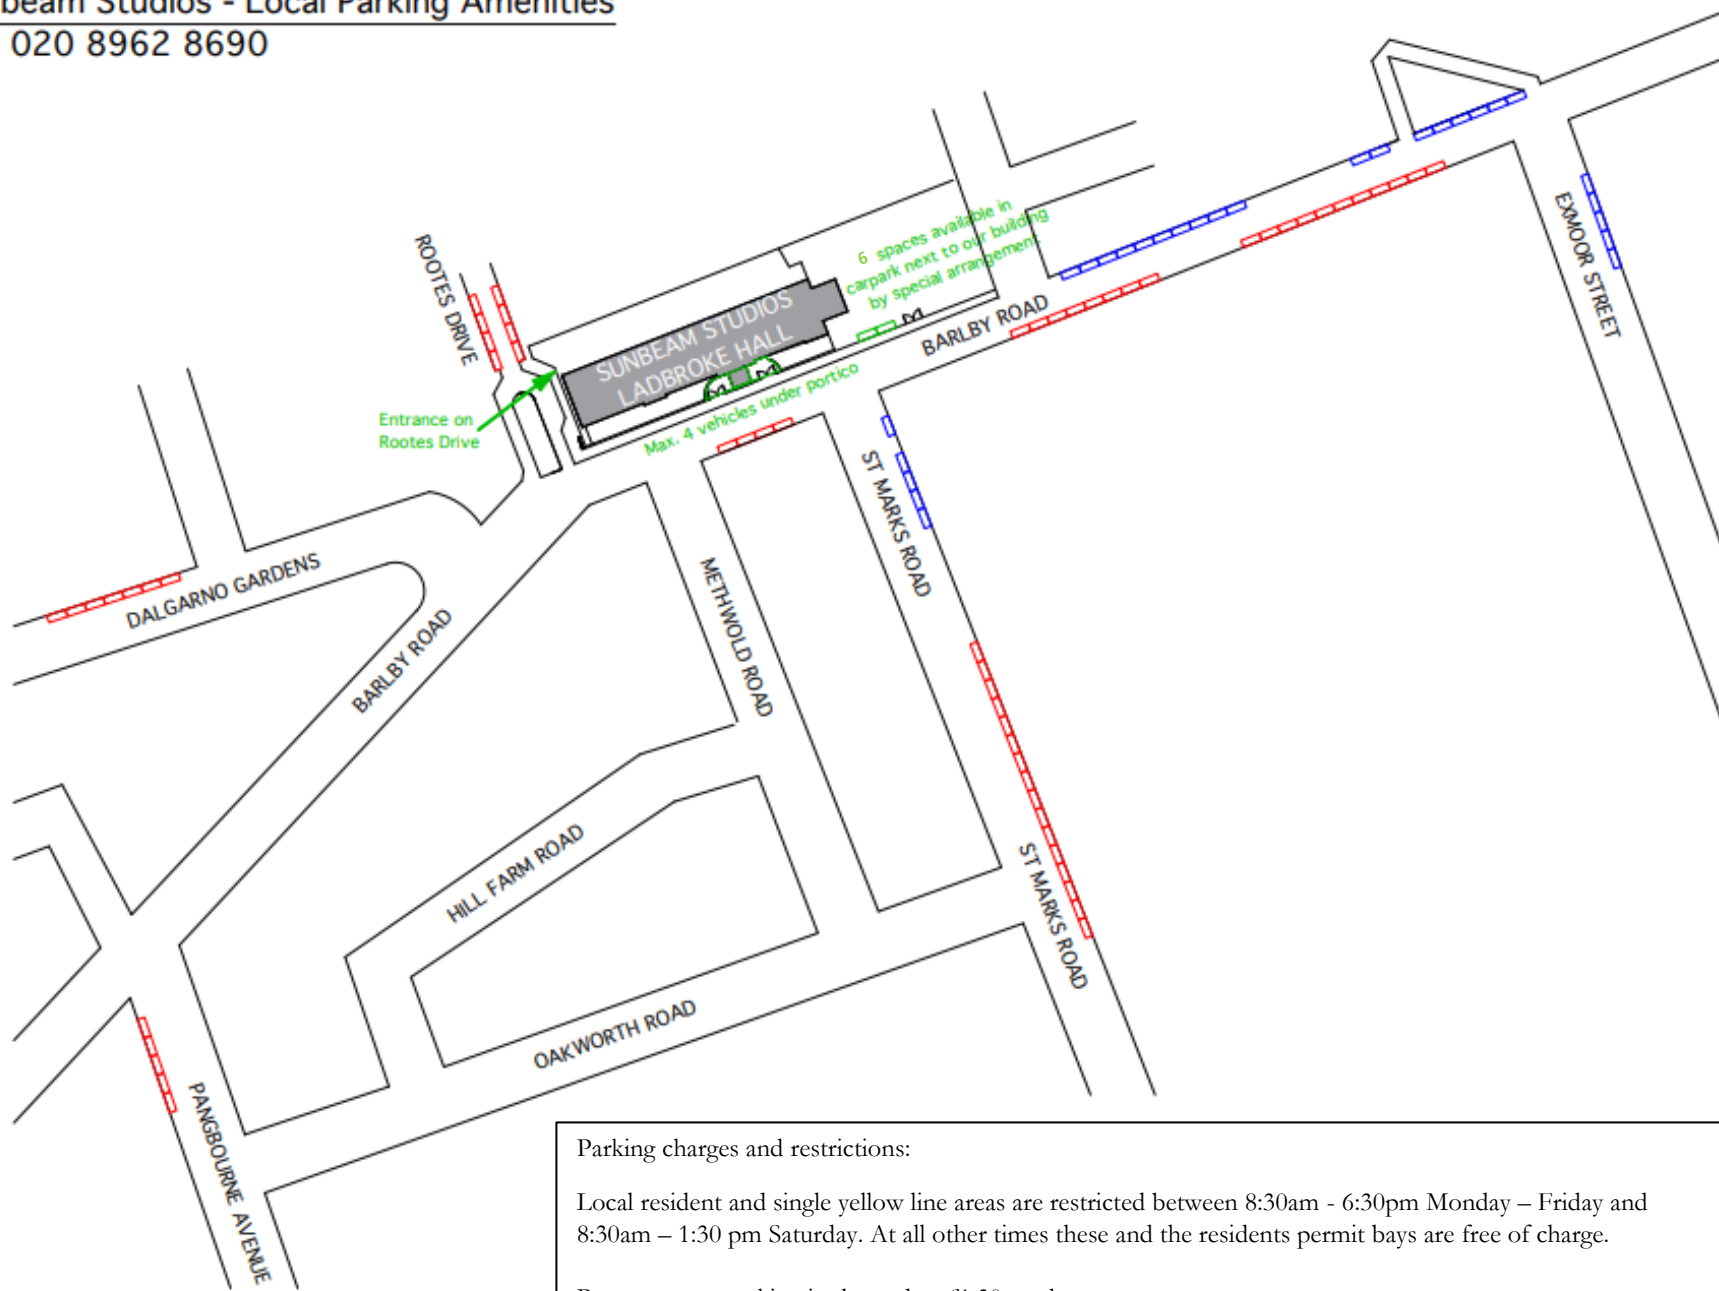 beam Studios - Local Parking Amenities
020 8962 8690
ROOTES DRIVE
6 spaces available in
carpark next to our building
by special arrangement
SUNBEAM STUDIOS
LADBROKE HALL
BARLBY ROAD
EXMOOR STREET
Entrance on
Rootes Drive
Max. 4 vehicles under portico
ST MARKS ROAD
DALGARNO GARDENS
BARLBY ROAD
METHWOLD ROAD
HILL FARM ROAD
ST MARKS ROAD
OAKWORTH ROAD
PANGBOURNE AVENUE
Parking charges and restrictions:
Local resident and single yellow line areas are restricted between 8:30am - 6:30pm Monday – Friday and
8:30am – 1:30 pm Saturday. At all other times these and the residents permit bays are free of charge.